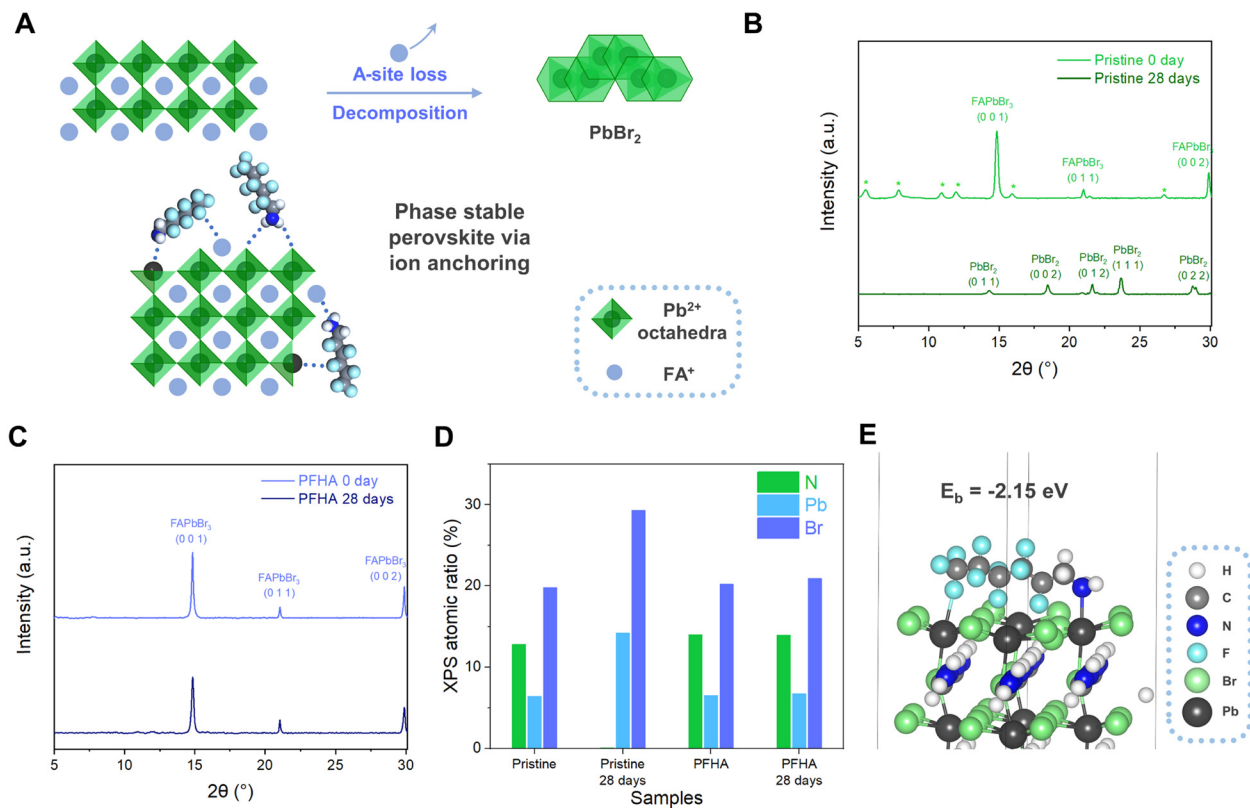 A
A-site loss
Decomposition
PbBr₂
Phase stable
perovskite via
ion anchoring
Pb²⁺
octahedra
FA⁺
B
Pristine 0 day
Pristine 28 days
FAPbBr₃
(0 0 1)
FAPbBr₃
(0 1 1)
FAPbBr₃
(0 0 2)
* * * * * *
PbBr₂
(0 1 1)
PbBr₂
(0 0 2)
PbBr₂
(0 1 2)
PbBr₂
(1 1 1)
PbBr₂
(0 2 2)
Intensity (a.u.)
5 10 15 20 25 30
2θ (°)
C
PFHA 0 day
PFHA 28 days
FAPbBr₃
(0 0 1)
FAPbBr₃
(0 1 1)
FAPbBr₃
(0 0 2)
Intensity (a.u.)
5 10 15 20 25 30
2θ (°)
D
N
Pb
Br
XPS atomic ratio (%)
30
20
10
0
Pristine
Pristine
28 days
PFHA
PFHA
28 days
Samples
E
E_b = -2.15 eV
H
C
N
F
Br
Pb